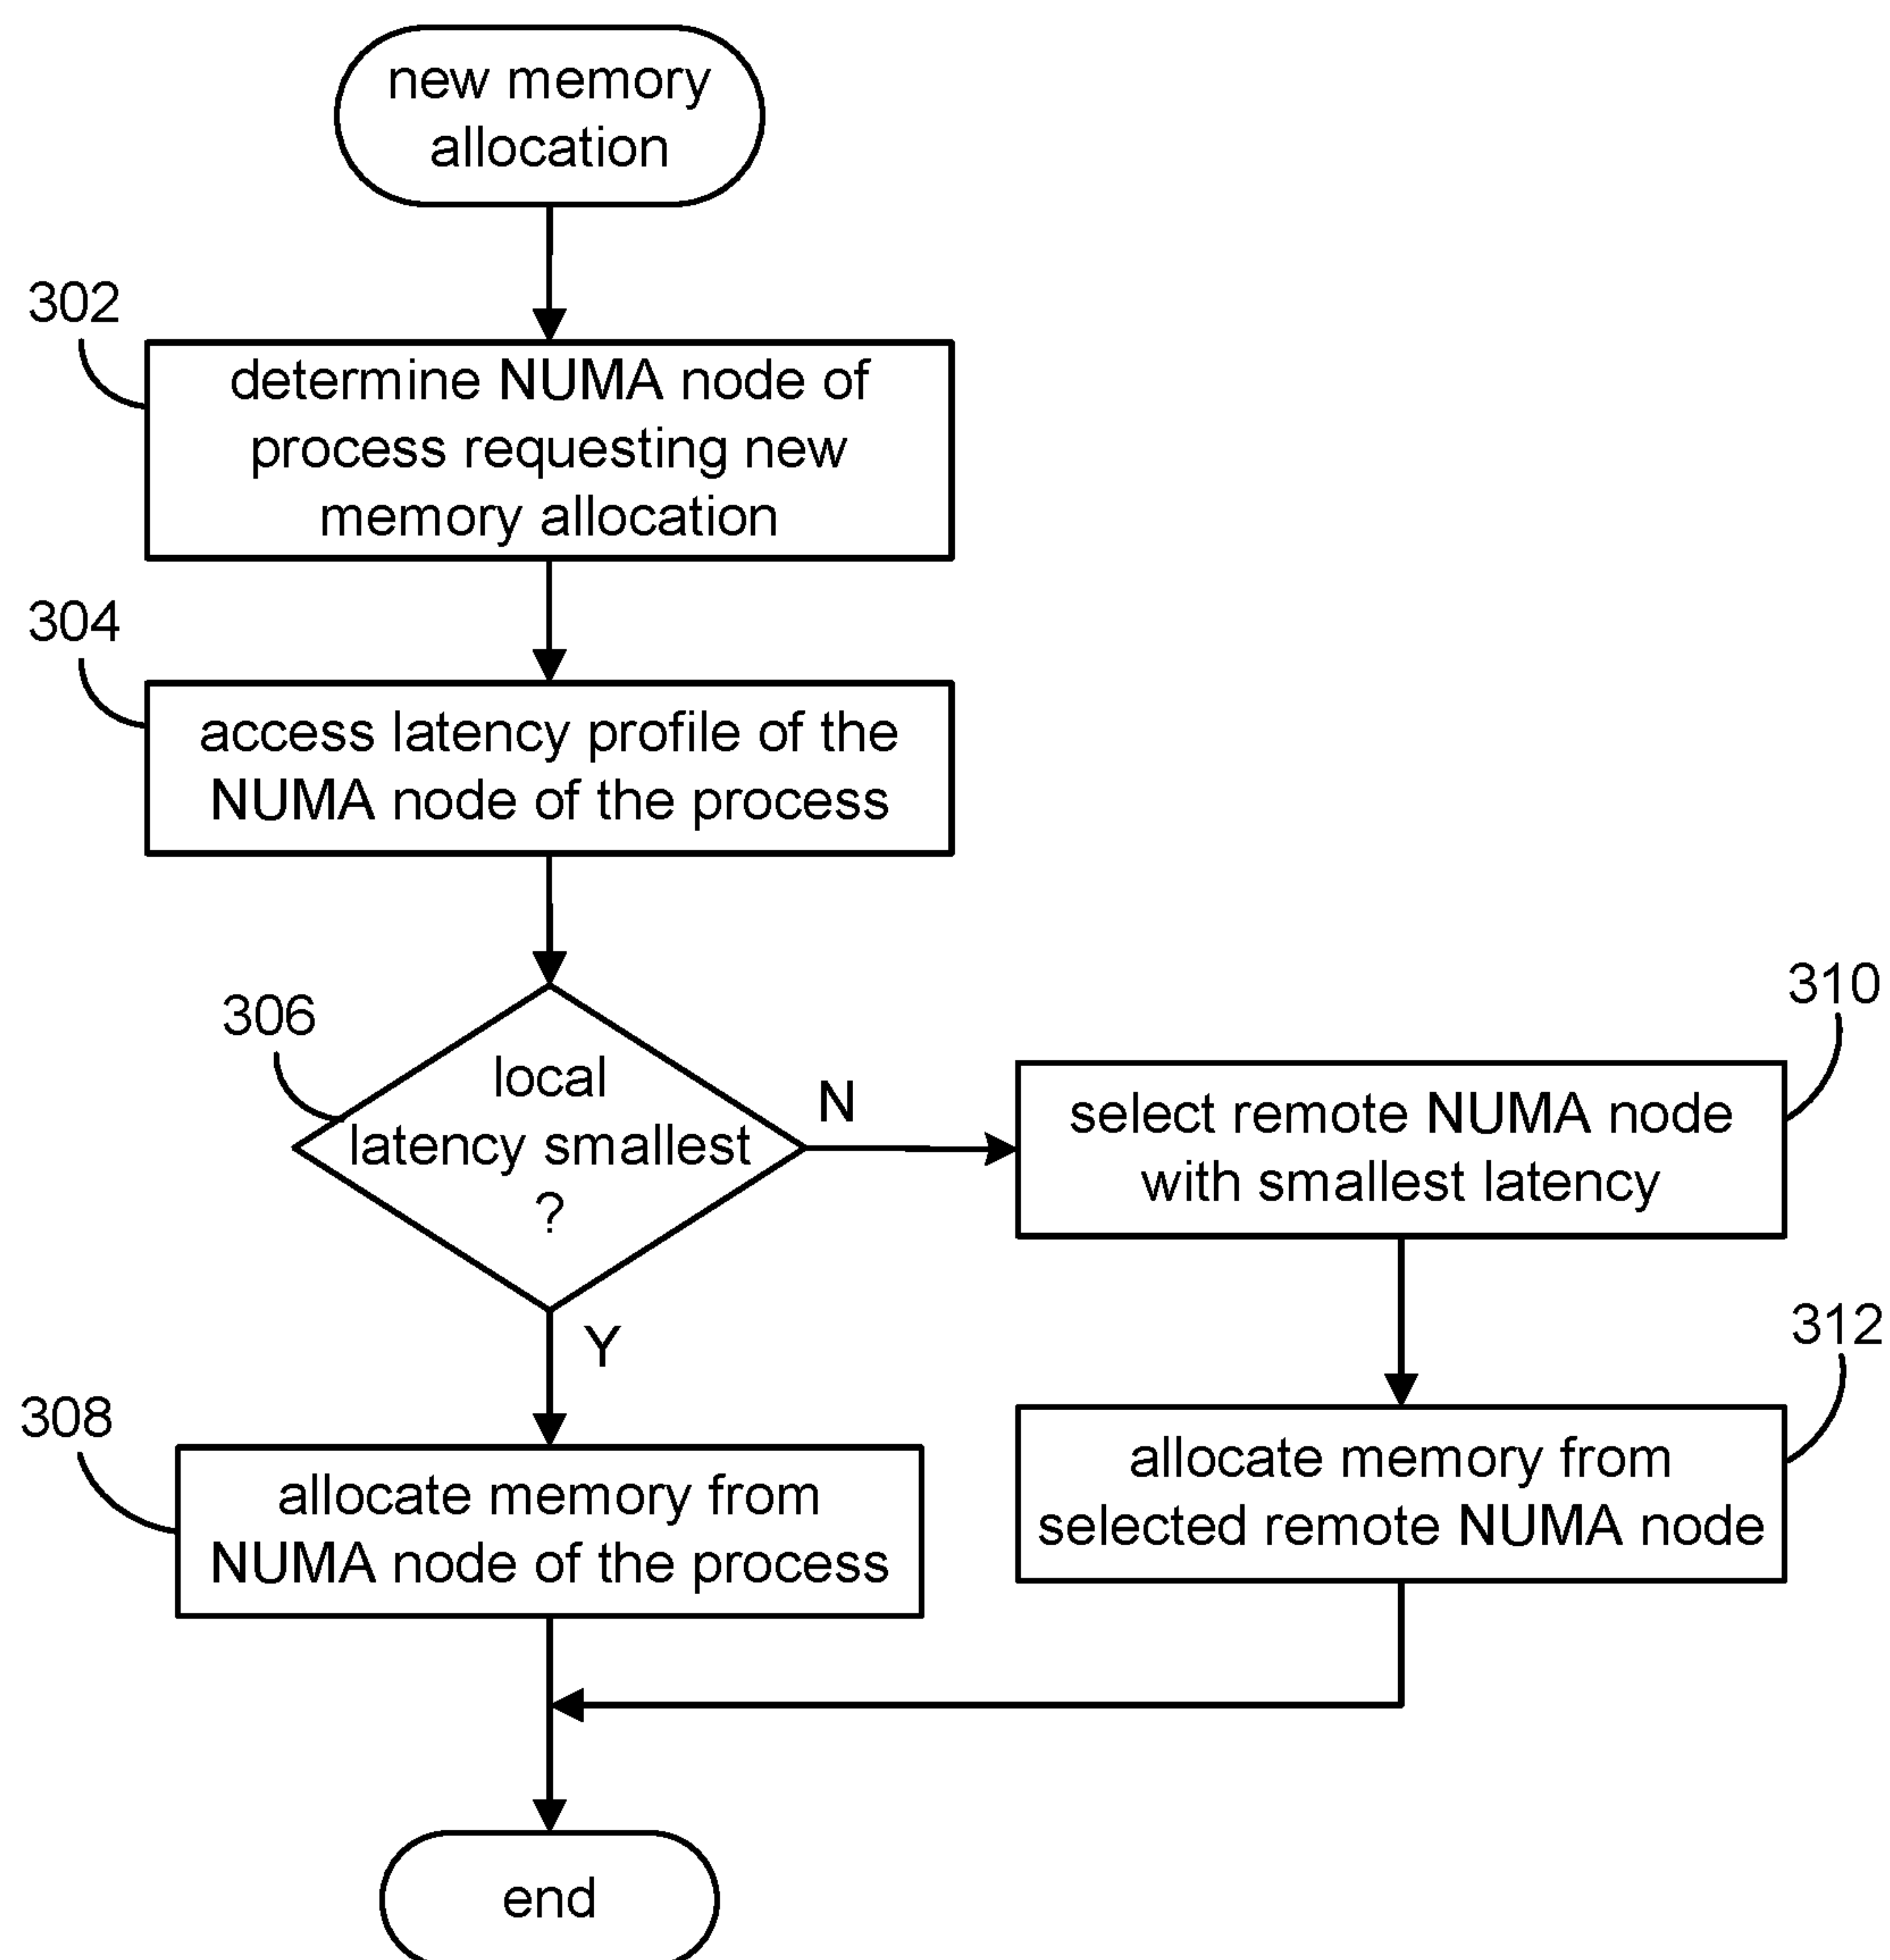 new memory
allocation
302
determine NUMA node of
process requesting new
memory allocation
304
access latency profile of the
NUMA node of the process
306
local
latency smallest
?
N
Y
310
select remote NUMA node
with smallest latency
312
allocate memory from
selected remote NUMA node
308
allocate memory from
NUMA node of the process
end